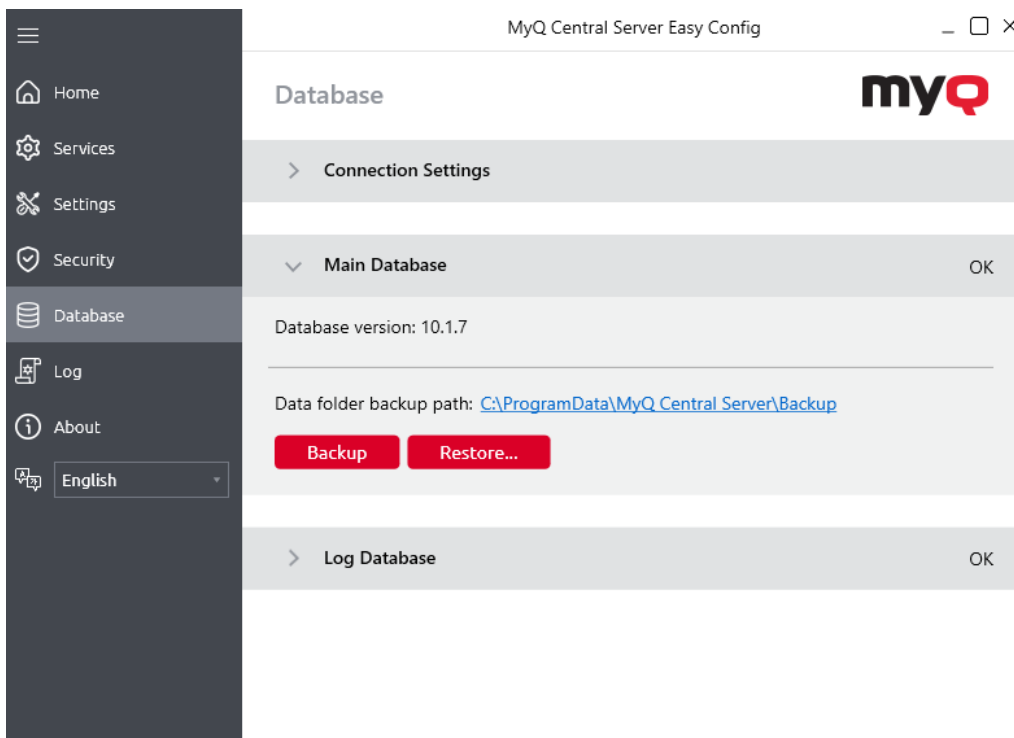 MyQ Central Server Easy Config
Home
Services
Settings
Security
Database
Log
About
English
Database
myQ
Connection Settings
Main Database OK
Database version: 10.1.7
Data folder backup path: C:\ProgramData\MyQ Central Server\Backup
Backup Restore...
Log Database OK